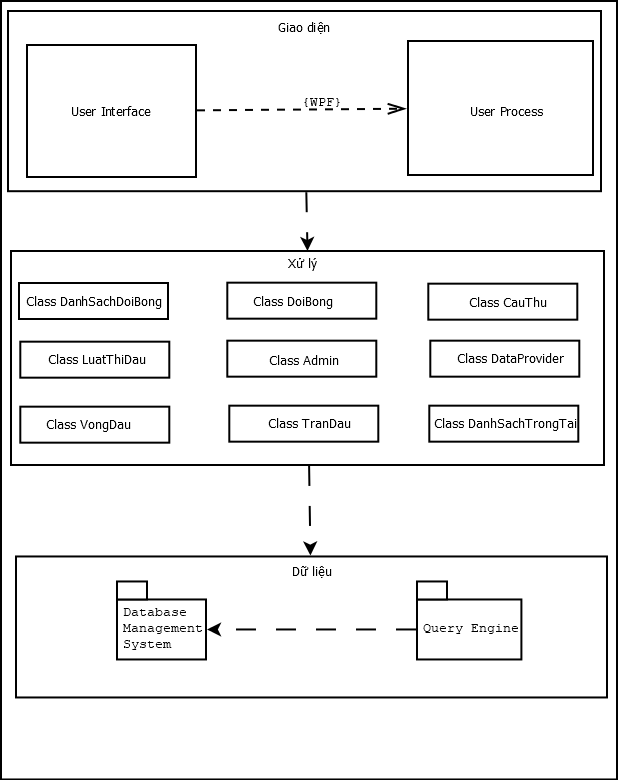 Giao diện
User Interface
{WPF}
User Process
Xử lý
Class DanhSachDoiBong
Class DoiBong
Class CauThu
Class LuatThiDau
Class Admin
Class DataProvider
Class VongDau
Class TranDau
Class DanhSachTrongTai
Dữ liệu
Database
Management
System
Query Engine